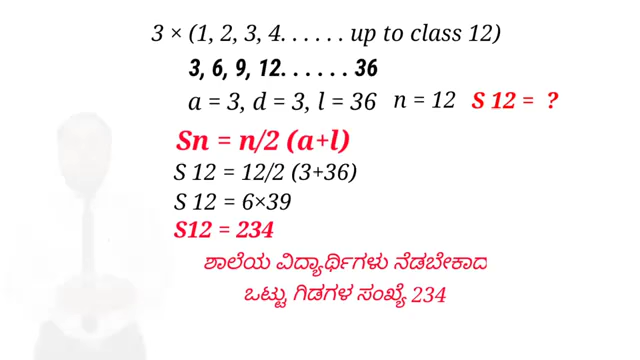 3 × (1, 2, 3, 4. . . . . . up to class 12)
3, 6, 9, 12. . . . . . 36
a = 3, d = 3, l = 36 n = 12 S 12 = ?
Sn = n/2 (a+l)
S 12 = 12/2 (3+36)
S 12 = 6×39
S12 = 234
ಶಾಲೆಯ ವಿದ್ಯಾರ್ಥಿಗಳು ನೆಡಬೇಕಾದ
ಒಟ್ಟು ಗಿಡಗಳ ಸಂಖ್ಯೆ 234